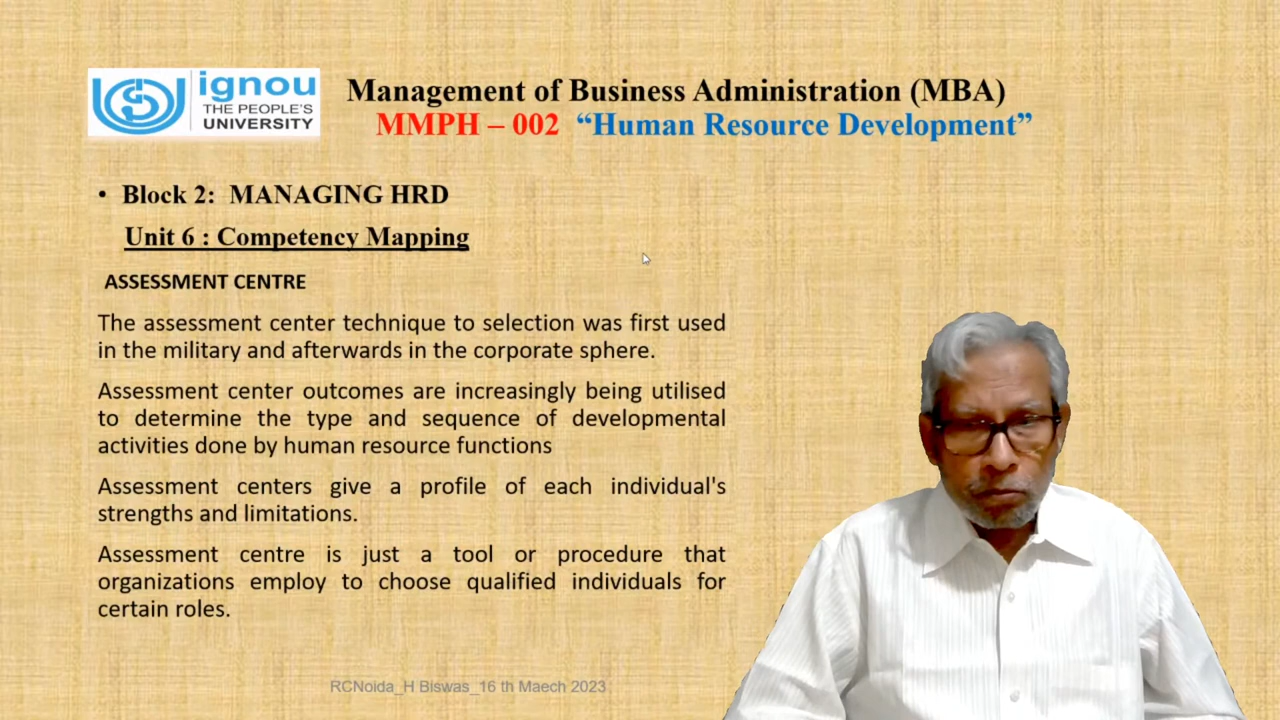 ignou
THE PEOPLE'S
UNIVERSITY
Management of Business Administration (MBA)
MMPH – 002 “Human Resource Development”
• Block 2: MANAGING HRD
Unit 6 : Competency Mapping
ASSESSMENT CENTRE
The assessment center technique to selection was first used
in the military and afterwards in the corporate sphere.
Assessment center outcomes are increasingly being utilised
to determine the type and sequence of developmental
activities done by human resource functions
Assessment centers give a profile of each individual's
strengths and limitations.
Assessment centre is just a tool or procedure that
organizations employ to choose qualified individuals for
certain roles.
RCNoida_H Biswas_16 th Maech 2023